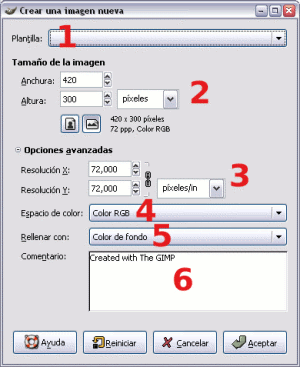 Crear una imagen nueva
Plantilla:
1
Tamaño de la imagen
Anchura: 420
Altura: 300 píxeles
2
420 x 300 píxeles
72 ppp, Color RGB
Opciones avanzadas
Resolución X: 72,000
Resolución Y: 72,000 píxeles/in
3
Espacio de color: Color RGB
4
Rellenar con: Color de fondo
5
Comentario: Created with The GIMP
6
Ayuda Reiniciar Cancelar Aceptar